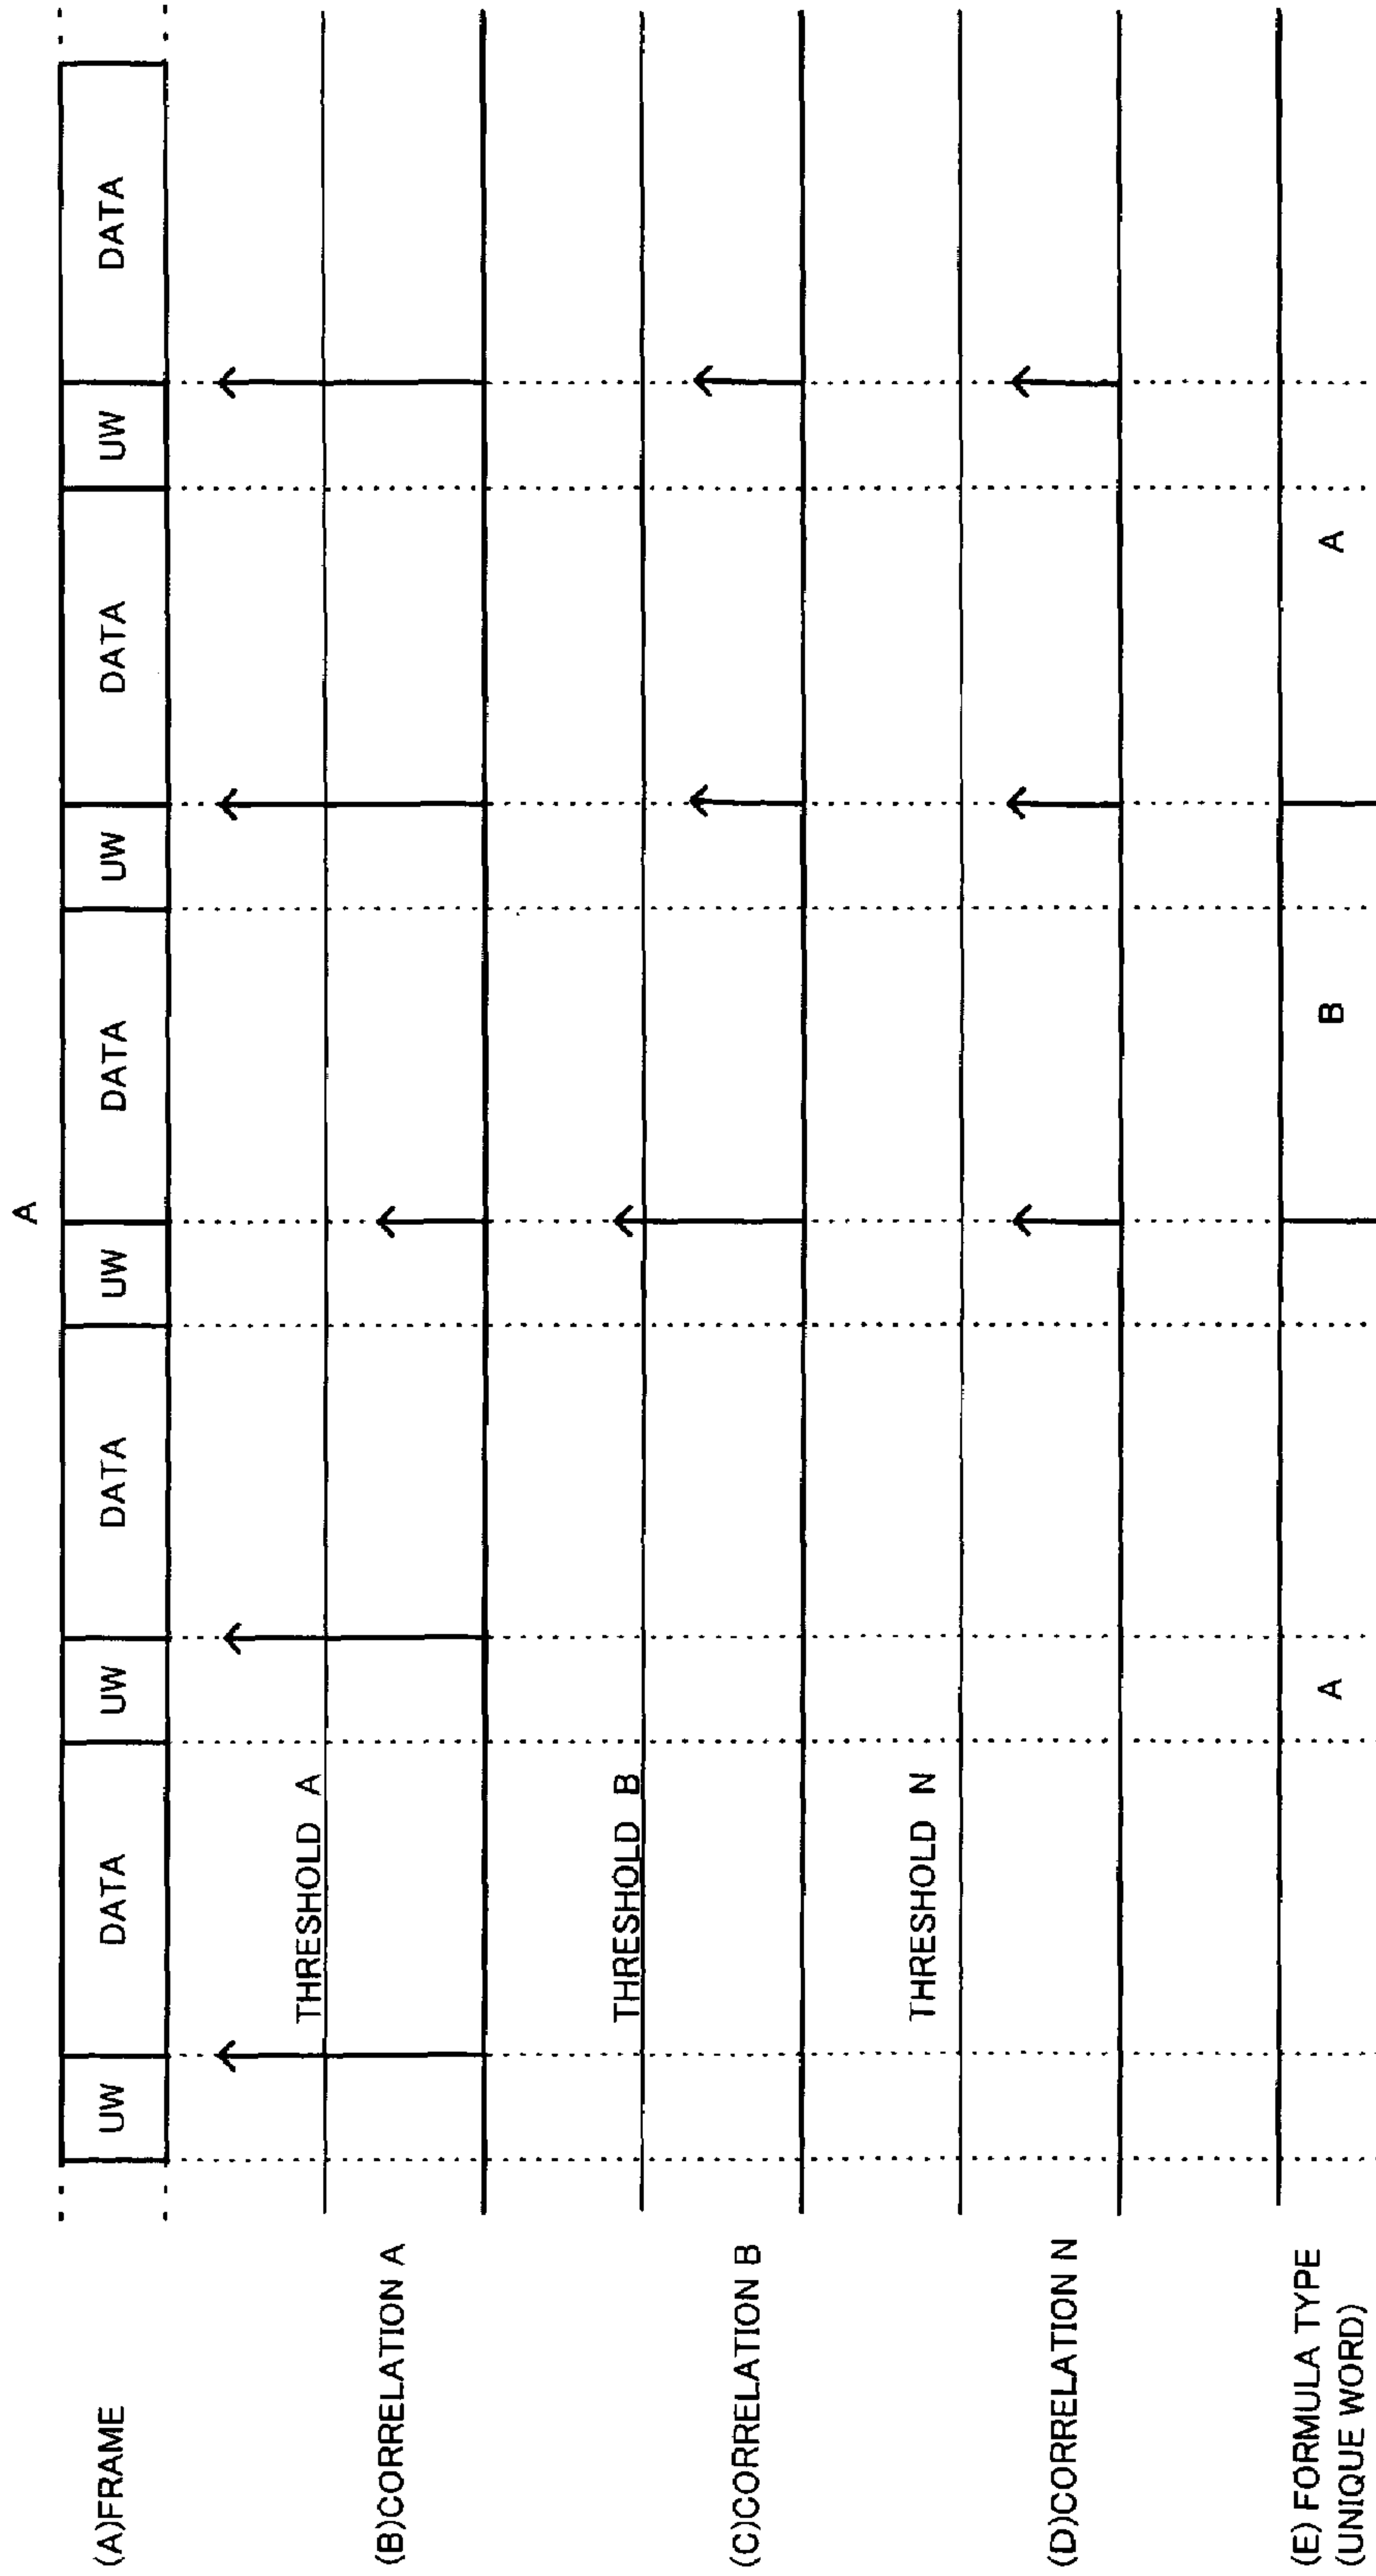 A
(A)FRAME
UW
DATA
UW
DATA
UW
DATA
UW
DATA
UW
DATA
(B)CORRELATION A
THRESHOLD A
(C)CORRELATION B
THRESHOLD B
(D)CORRELATION N
THRESHOLD N
(E) FORMULA TYPE
(UNIQUE WORD)
A
B
A